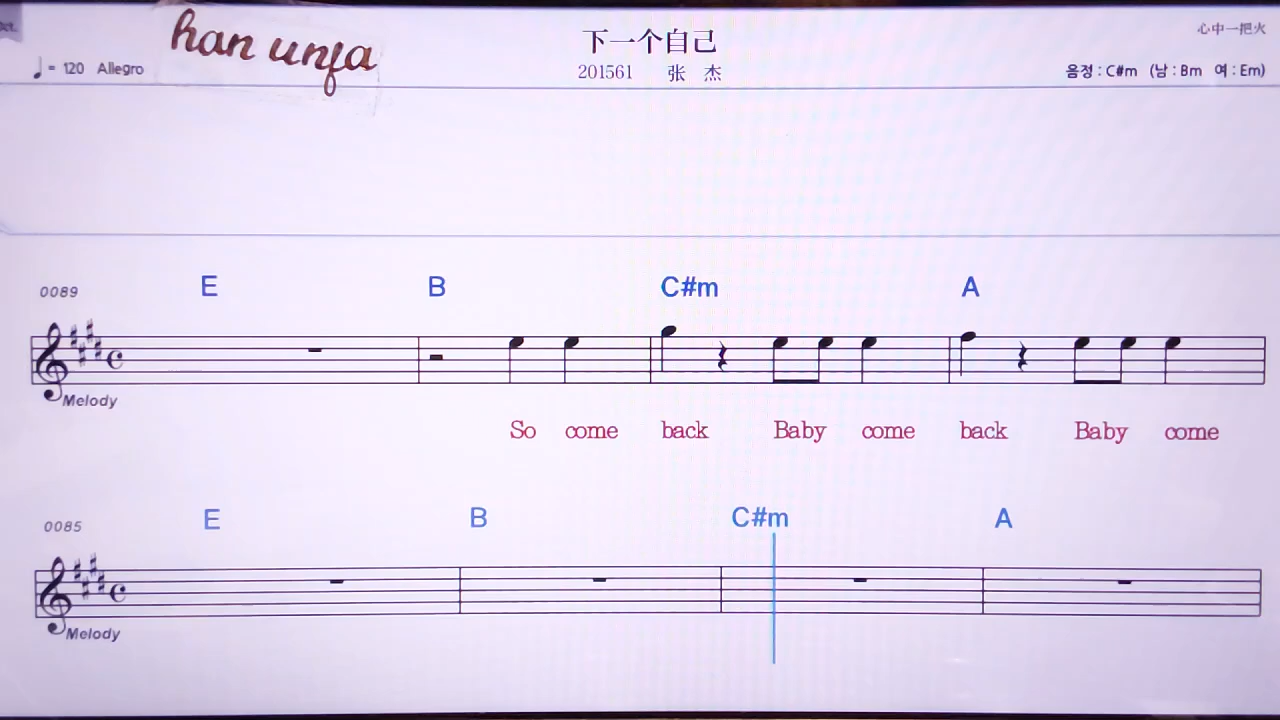 han unfa
下一个自己
心中一把火
♩= 120 Allegro
201561 张 杰
음정 : C#m (남 : Bm 여 : Em)
0089 E B C#m A
Melody
So come back Baby come back Baby come
0085 E B C#m A
Melody